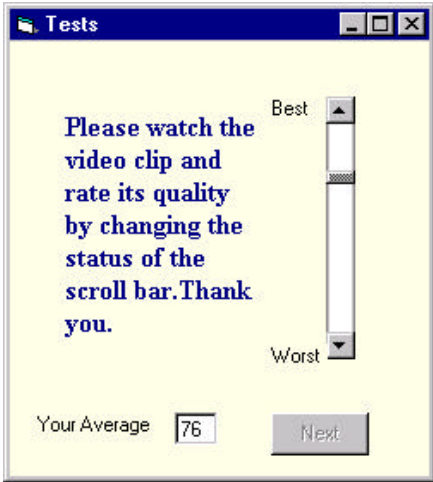 Tests
Best
Please watch the
video clip and
rate its quality
by changing the
status of the
scroll bar.Thank
you.
Worst
Your Average 76
Next